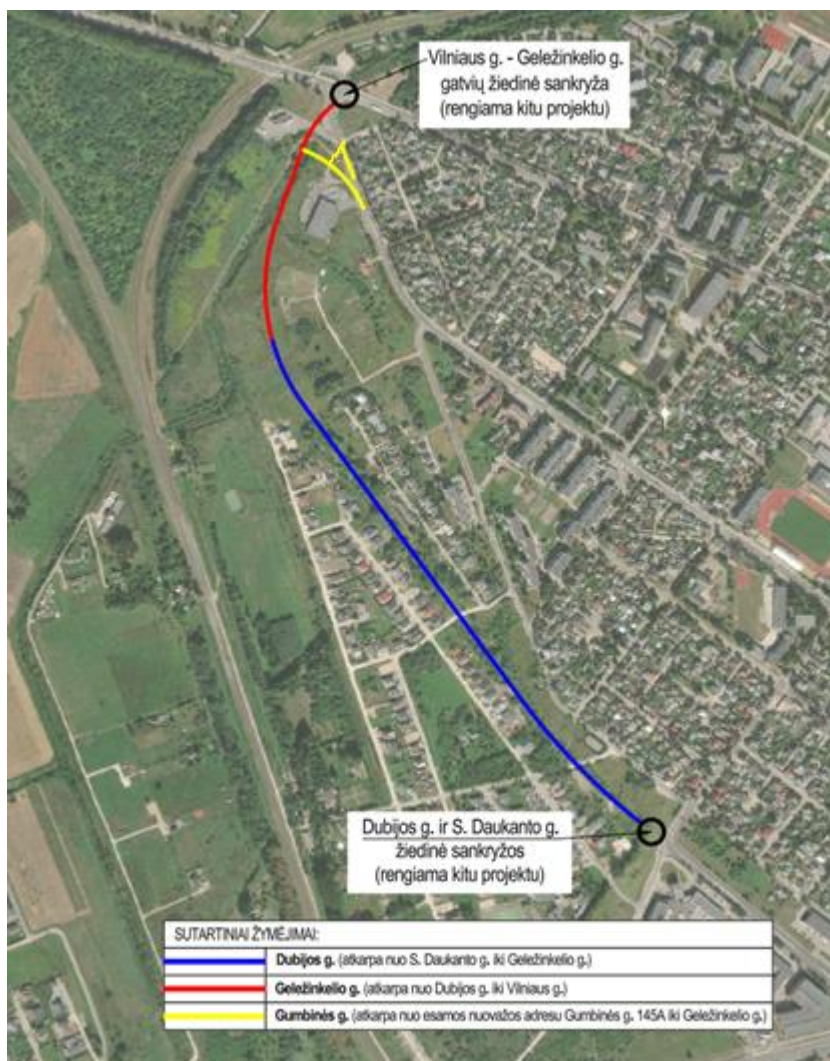 Vilniaus g. - Geležinkelio g.
gatvių žiedinė sankryža
(rengiama kitu projektu)
Dubijos g. ir S. Daukanto g.
žiedinė sankryžos
(rengiama kitu projektu)
SUTARTINIAI ŽYMĖJIMAI:
Dubijos g. (atkarpa nuo S. Daukanto g. iki Geležinkelio g.)
Geležinkelio g. (atkarpa nuo Dubijos g. iki Vilniaus g.)
Gumbinės g. (atkarpa nuo esamos nuovažos adresu Gumbinės g. 145A iki Geležinkelio g.)